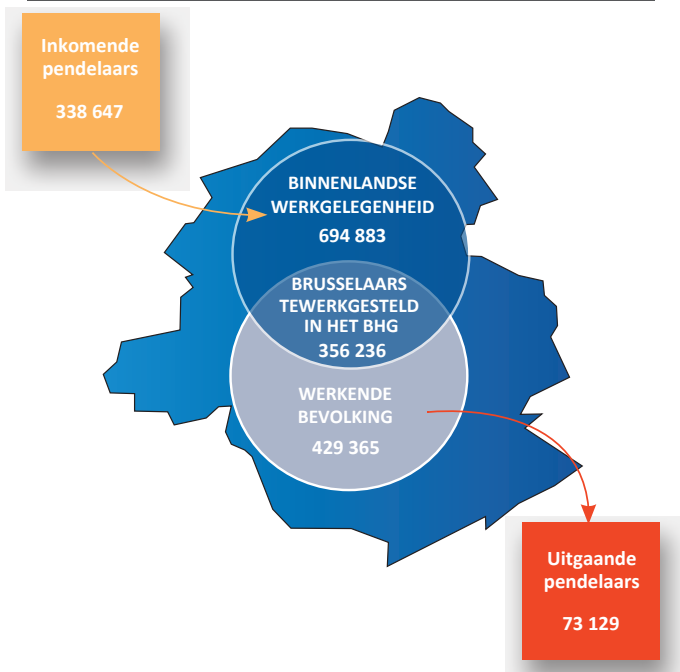 Inkomende
pendelaars
338 647
BINNENLANDSE
WERKGELEGENHEID
694 883
BRUSSELAARS
TEWERKGESTELD
IN HET BHG
356 236
WERKENDE
BEVOLKING
429 365
Uitgaande
pendelaars
73 129